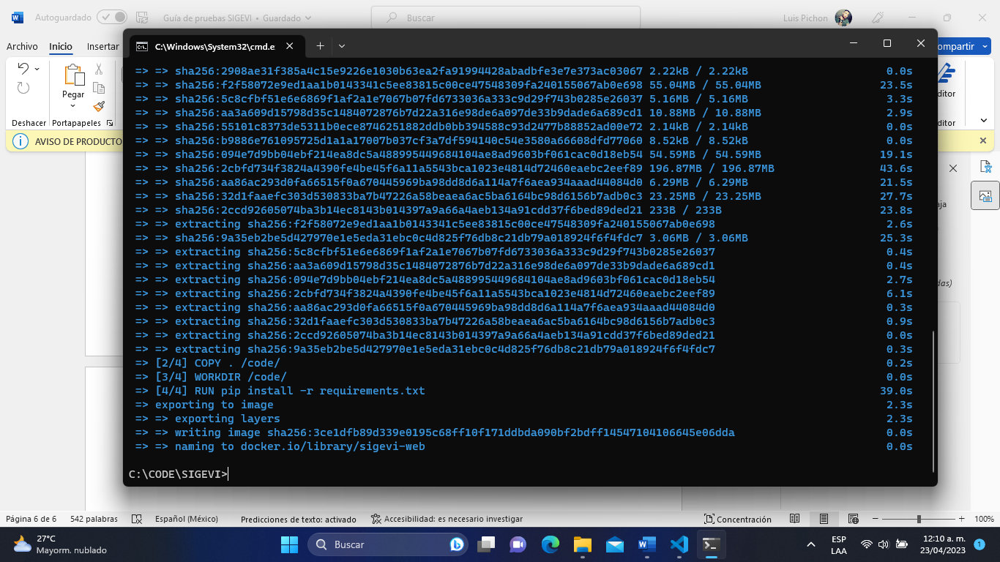 Autoguardado
Guía de pruebas SIGEVI • Guardado
Buscar
Luis Pichon
Archivo
Inicio
Insertar
ompartir
Pegar
ditor
Deshacer
Portapapeles
ditor
AVISO DE PRODUCTO
C:\Windows\System32\cmd.e
=> => sha256:2908ae31f385a4c15e9226e1030b63ea2fa91994428abadbfe3e7e373ac03067 2.22kB / 2.22kB 0.0s
=> => sha256:f2f58072e9ed1aa1b0143341c5ee83815c00ce47548309fa240155067ab0e698 55.04MB / 55.04MB 23.5s
=> => sha256:5c8cfbf51e6e6869f1af2a1e7067b07fd6733036a333c9d29f743b0285e26037 5.16MB / 5.16MB 3.3s
=> => sha256:aa3a609d15798d35c1484072876b7d22a316e98de6a097de33b9dade6a689cd1 10.88MB / 10.88MB 2.9s
=> => sha256:55101c8373de5311b0ece8746251882ddb0bb394588c93d2477b88852ad00e72 2.14kB / 2.14kB 0.0s
=> => sha256:b9886e761095725d1a1a17007b037cf3a7df594140c54e3580a66608dfd77060 8.52kB / 8.52kB 0.0s
=> => sha256:094e7d9bb04ebf214ea8dc5a488995449684104ae8ad9603bf061cac0d18eb54 54.59MB / 54.59MB 19.1s
=> => sha256:2cbfd734f3824a4390fe4be45f6a11a5543bca1023e4814d72460eaebc2eef89 196.87MB / 196.87MB 43.6s
=> => sha256:aa86ac293d0fa66515f0a670445969ba98dd8d6a114a7f6aea934aaad44084d0 6.29MB / 6.29MB 21.5s
=> => sha256:32d1faaefc303d530833ba7b47226a58beaea6ac5ba6164bc98d6156b7adb0c3 23.25MB / 23.25MB 27.7s
=> => sha256:2ccd92605074ba3b14ec8143b014397a9a66a4aeb134a91cdd37f6bed89ded21 233B / 233B 23.8s
=> => extracting sha256:f2f58072e9ed1aa1b0143341c5ee83815c00ce47548309fa240155067ab0e698 2.6s
=> => sha256:9a35eb2be5d427970e1e5eda31ebc0c4d825f76db8c21db79a018924f6f4fdc7 3.06MB / 3.06MB 25.3s
=> => extracting sha256:5c8cfbf51e6e6869f1af2a1e7067b07fd6733036a333c9d29f743b0285e26037 0.4s
=> => extracting sha256:aa3a609d15798d35c1484072876b7d22a316e98de6a097de33b9dade6a689cd1 0.4s
=> => extracting sha256:094e7d9bb04ebf214ea8dc5a488995449684104ae8ad9603bf061cac0d18eb54 2.7s
=> => extracting sha256:2cbfd734f3824a4390fe4be45f6a11a5543bca1023e4814d72460eaebc2eef89 6.1s
=> => extracting sha256:aa86ac293d0fa66515f0a670445969ba98dd8d6a114a7f6aea934aaad44084d0 0.3s
=> => extracting sha256:32d1faaefc303d530833ba7b47226a58beaea6ac5ba6164bc98d6156b7adb0c3 0.9s
=> => extracting sha256:2ccd92605074ba3b14ec8143b014397a9a66a4aeb134a91cdd37f6bed89ded21 0.0s
=> => extracting sha256:9a35eb2be5d427970e1e5eda31ebc0c4d825f76db8c21db79a018924f6f4fdc7 0.3s
=> [2/4] COPY . /code/ 0.2s
=> [3/4] WORKDIR /code/ 0.0s
=> [4/4] RUN pip install -r requirements.txt 39.0s
=> exporting to image 2.3s
=> => exporting layers 2.3s
=> => writing image sha256:3ce1dfb89d339e0195c68ff10f171ddbda090bf2bdff14547104106645e06dda 0.0s
=> => naming to docker.io/library/sigevi-web 0.0s
C:\CODE\SIGEVI>
aja
das)
Página 6 de 6
542 palabras
Español (México)
Predicciones de texto: activado
Accesibilidad: es necesario investigar
Concentración
100%
27°C
Mayorm. nublado
Buscar
ESP
LAA
12:10 a. m.
23/04/2023
1